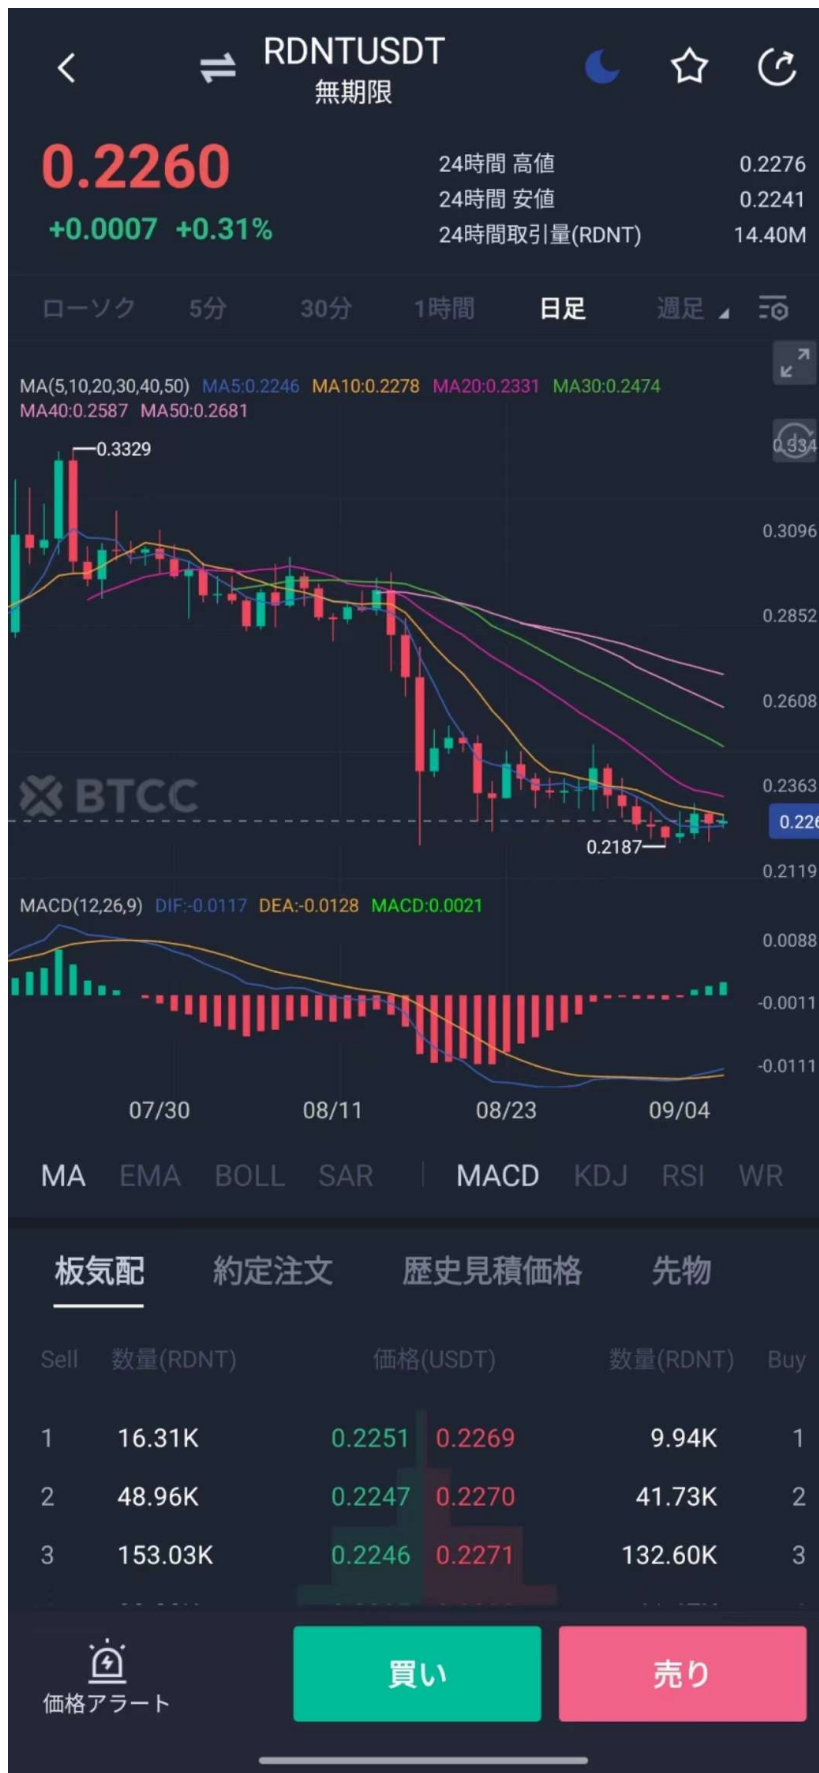 RDNTUSDT
無期限
0.2260
+0.0007 +0.31%
24時間 高値 0.2276
24時間 安値 0.2241
24時間取引量(RDNT) 14.40M
ローソク 5分 30分 1時間 日足 週足
MA(5,10,20,30,40,50) MA5:0.2246 MA10:0.2278 MA20:0.2331 MA30:0.2474
MA40:0.2587 MA50:0.2681
0.3329
0.334
0.3096
0.2852
0.2608
0.2363
BTCC
0.226
0.2187
0.2119
MACD(12,26,9) DIF:-0.0117 DEA:-0.0128 MACD:0.0021
0.0088
-0.0011
-0.0111
07/30 08/11 08/23 09/04
MA EMA BOLL SAR MACD KDJ RSI WR
板気配 約定注文 歴史見積価格 先物
Sell 数量(RDNT) 価格(USDT) 数量(RDNT) Buy
1 16.31K 0.2251 0.2269 9.94K 1
2 48.96K 0.2247 0.2270 41.73K 2
3 153.03K 0.2246 0.2271 132.60K 3
価格アラート
買い
売り